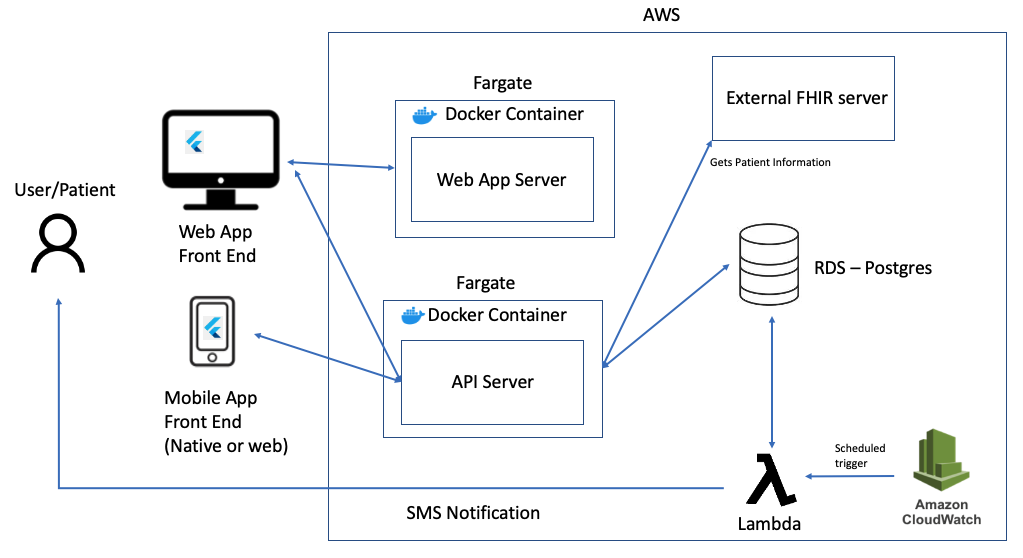 AWS
Fargate
Docker Container
Web App Server
External FHIR server
Gets Patient Information
User/Patient
Web App
Front End
RDS – Postgres
Fargate
Docker Container
API Server
Mobile App
Front End
(Native or web)
Scheduled
trigger
Amazon
CloudWatch
Lambda
SMS Notification